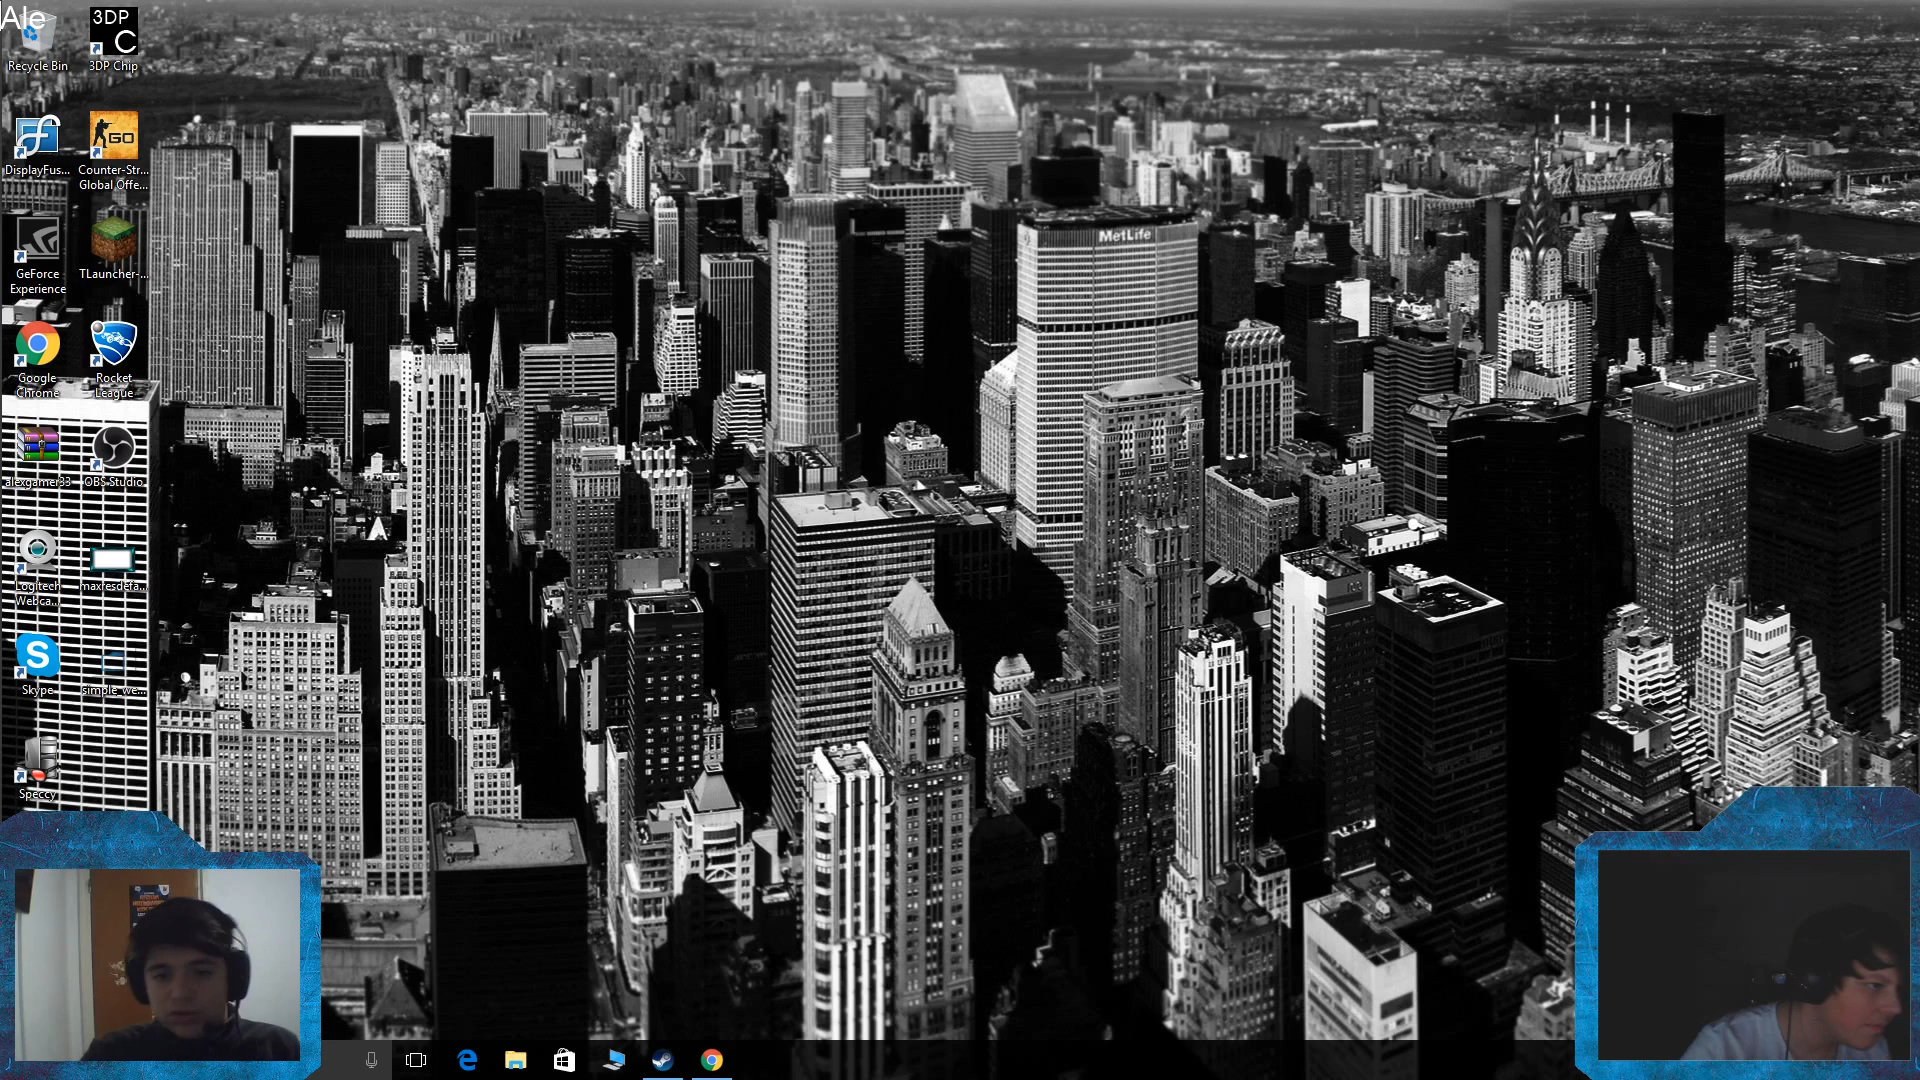 Ale
Recycle Bin
3DP
C
3DP Chip
DisplayFus...
GO
Counter-Str...
Global Offe...
GeForce
Experience
TLauncher-...
Google
Chrome
Rocket
League
alexgamer33
OBS Studio
Logitech
Webca...
maxresdefa...
Skype
simple_we...
Speccy
MetLife